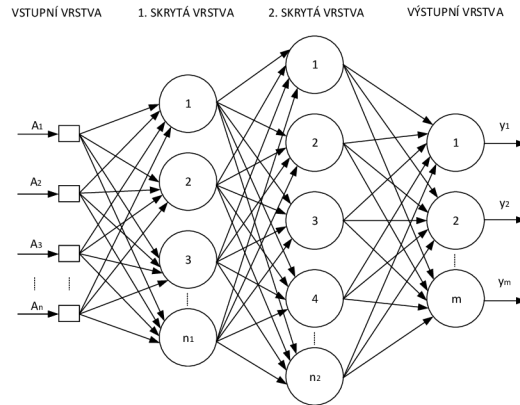 VSTUPNÍ VRSTVA
1. SKRYTÁ VRSTVA
2. SKRYTÁ VRSTVA
VÝSTUPNÍ VRSTVA
A1
A2
A3
An
1
2
3
n1
1
2
3
4
n2
1
2
m
y1
y2
ym